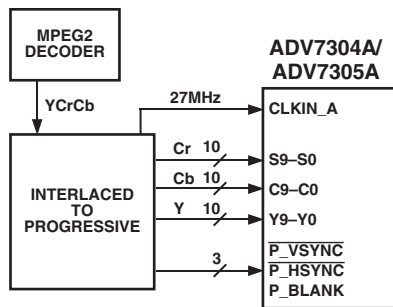 MPEG2
DECODER
YCrCb
INTERLACED
TO
PROGRESSIVE
27MHz
Cr 10
Cb 10
Y 10
3
ADV7304A/
ADV7305A
CLKIN_A
S9–S0
C9–C0
Y9–Y0
P_VSYNC
P_HSYNC
P_BLANK